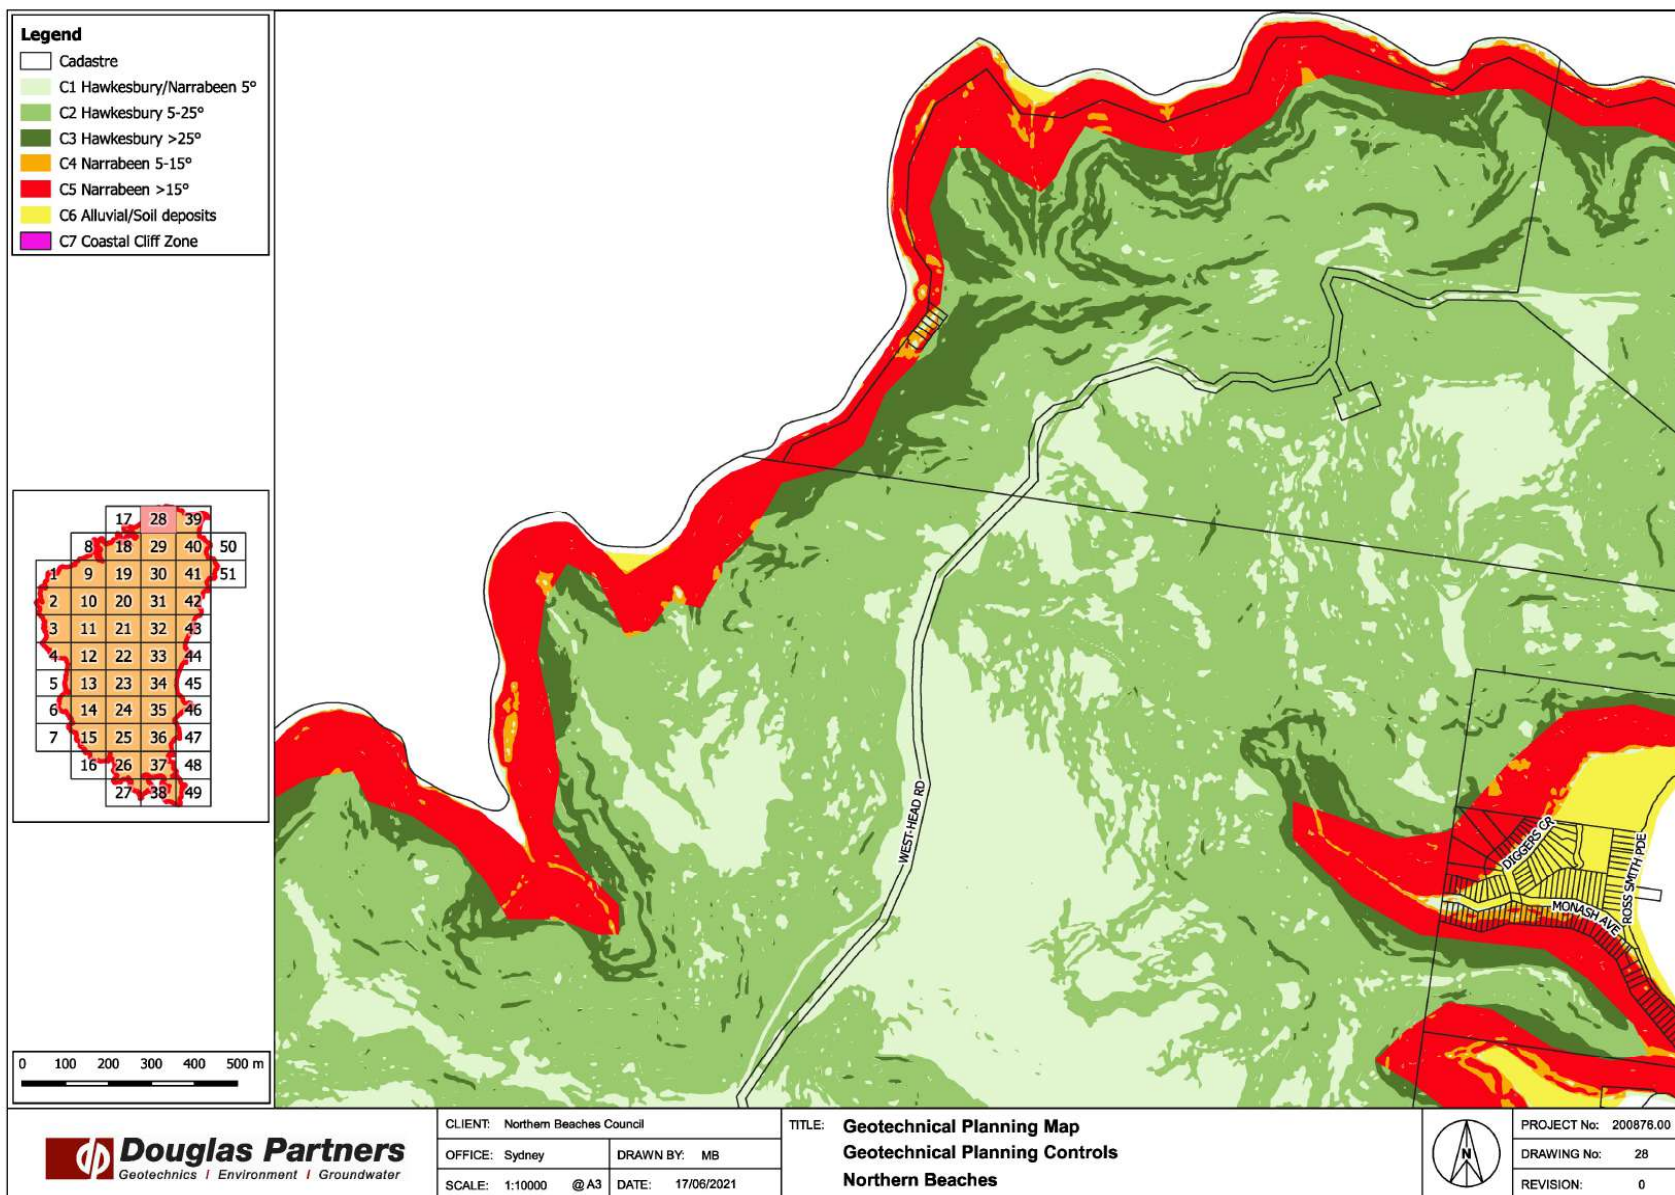 Legend
Cadastre
C1 Hawkesbury/Narrabeen 5°
C2 Hawkesbury 5-25°
C3 Hawkesbury >25°
C4 Narrabeen 5-15°
C5 Narrabeen >15°
C6 Alluvial/Soil deposits
C7 Coastal Cliff Zone
17 28 39
8 18 29 40 50
1 9 19 30 41 51
2 10 20 31 42
3 11 21 32 43
4 12 22 33 44
5 13 23 34 45
6 14 24 35 46
7 15 25 36 47
16 26 37 48
27 38 49
0 100 200 300 400 500 m
WEST-HEAD RD
DIGGERS CR
ROSS SMITH PDE
MONASH AVE
Douglas Partners
Geotechnics | Environment | Groundwater
CLIENT: Northern Beaches Council
OFFICE: Sydney
DRAWN BY: MB
SCALE: 1:10000 @ A3
DATE: 17/06/2021
TITLE: Geotechnical Planning Map
Geotechnical Planning Controls
Northern Beaches
N
PROJECT No: 200876.00
DRAWING No: 28
REVISION: 0